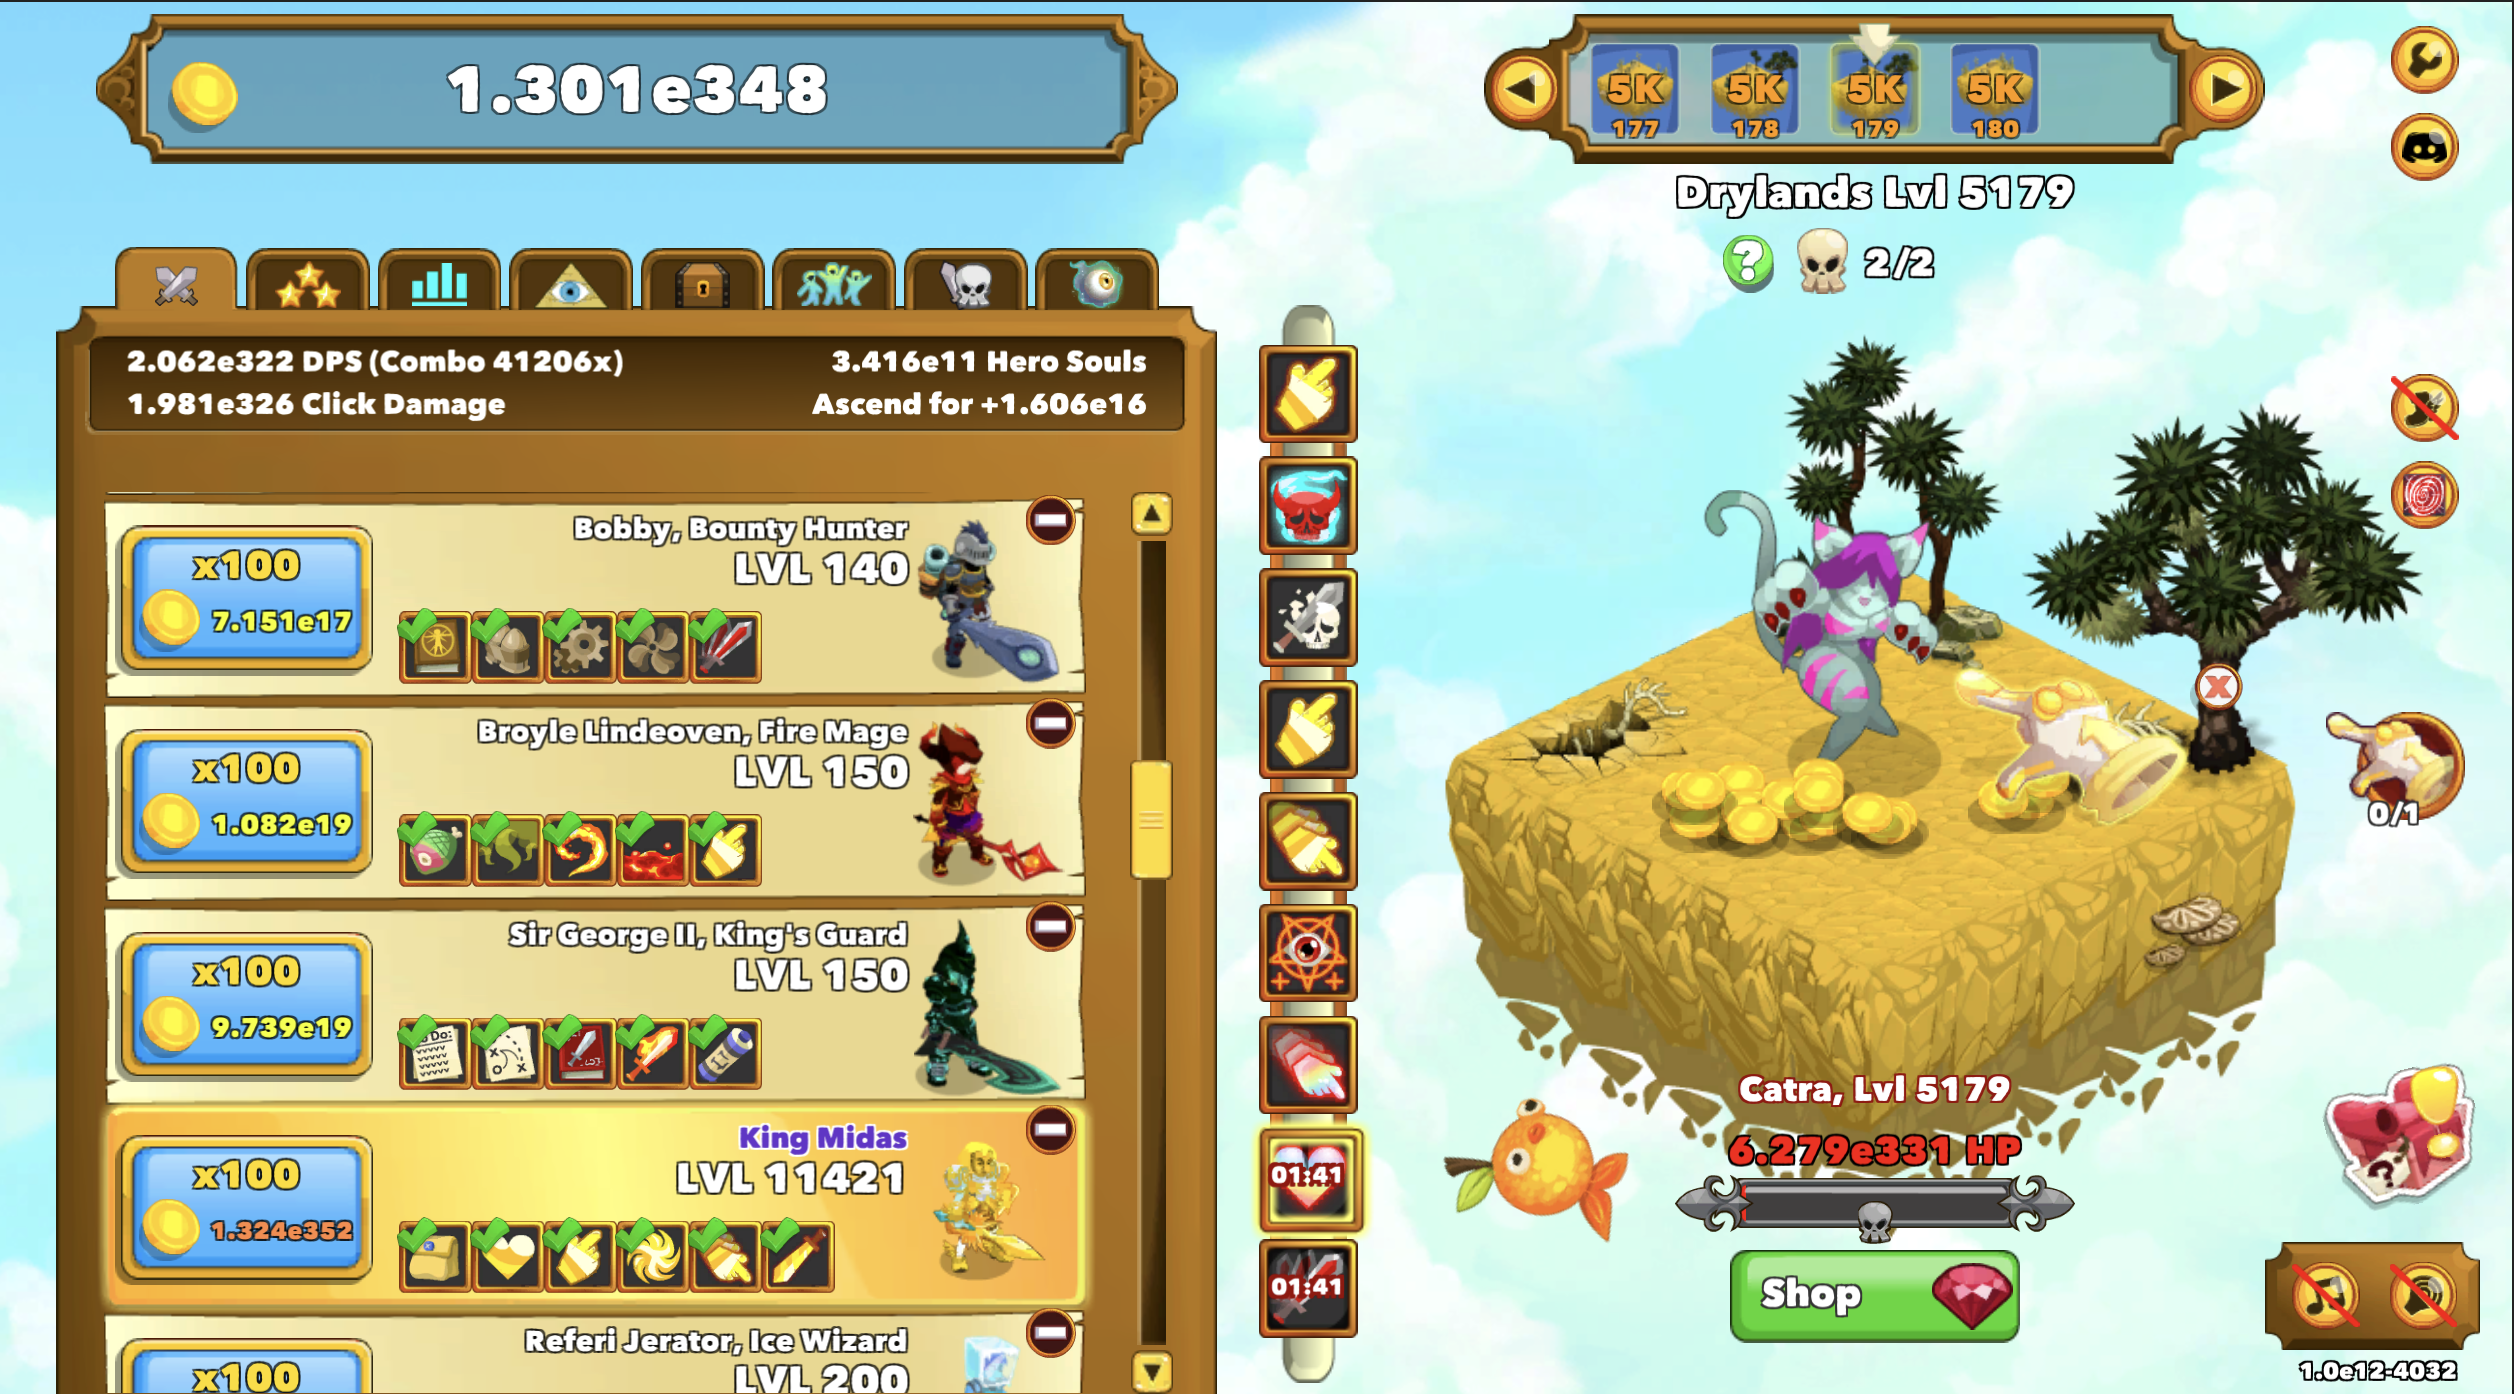 1.301e348
5K
177
5K
178
5K
179
5K
180
Drylands Lvl 5179
?
2/2
2.062e322 DPS (Combo 41206x)
3.416e11 Hero Souls
1.981e326 Click Damage
Ascend for +1.606e16
x100
7.151e17
Bobby, Bounty Hunter
LVL 140
x100
1.082e19
Broyle Lindeoven, Fire Mage
LVL 150
x100
9.739e19
Sir George II, King's Guard
LVL 150
x100
1.324e352
King Midas
LVL 11421
x100
Referi Jerator, Ice Wizard
LVL 200
01:41
01:41
X
0/1
Catra, Lvl 5179
6.279e331 HP
Shop
?
1.0e12-4032